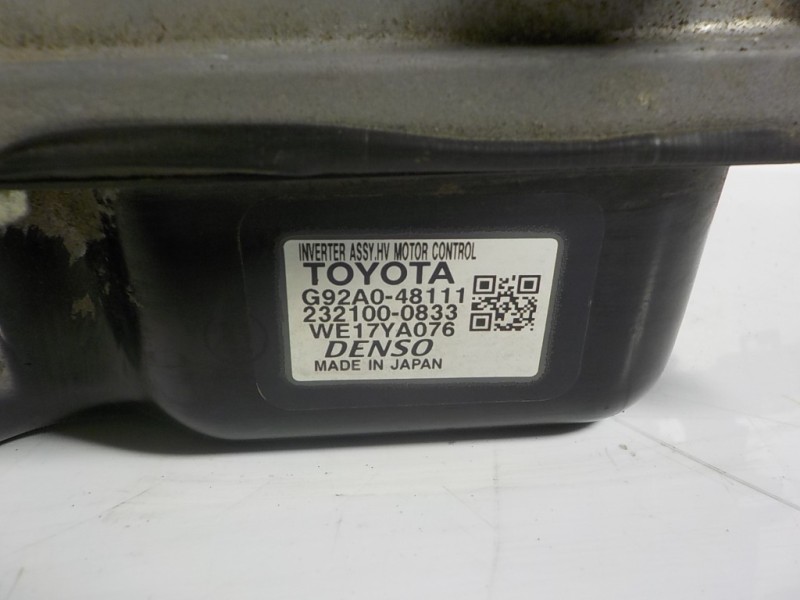 INVERTER ASSY.HV MOTOR CONTROL
TOYOTA
G92A0-48111
232100-0833
WE17YA076
DENSO
MADE IN JAPAN